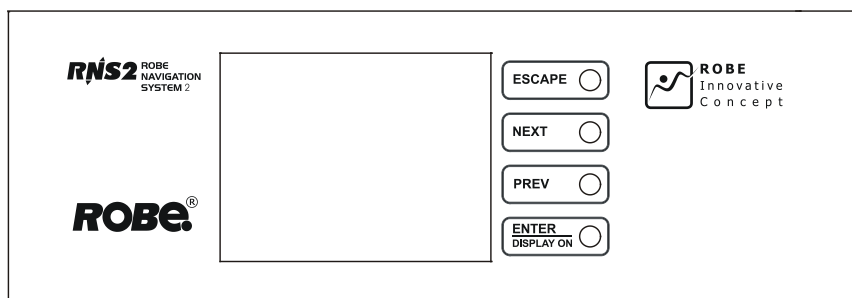 RNS2 ROBE
NAVIGATION
SYSTEM 2
ROBE®
ESCAPE
NEXT
PREV
ENTER
DISPLAY ON
ROBE
Innovative
Concept